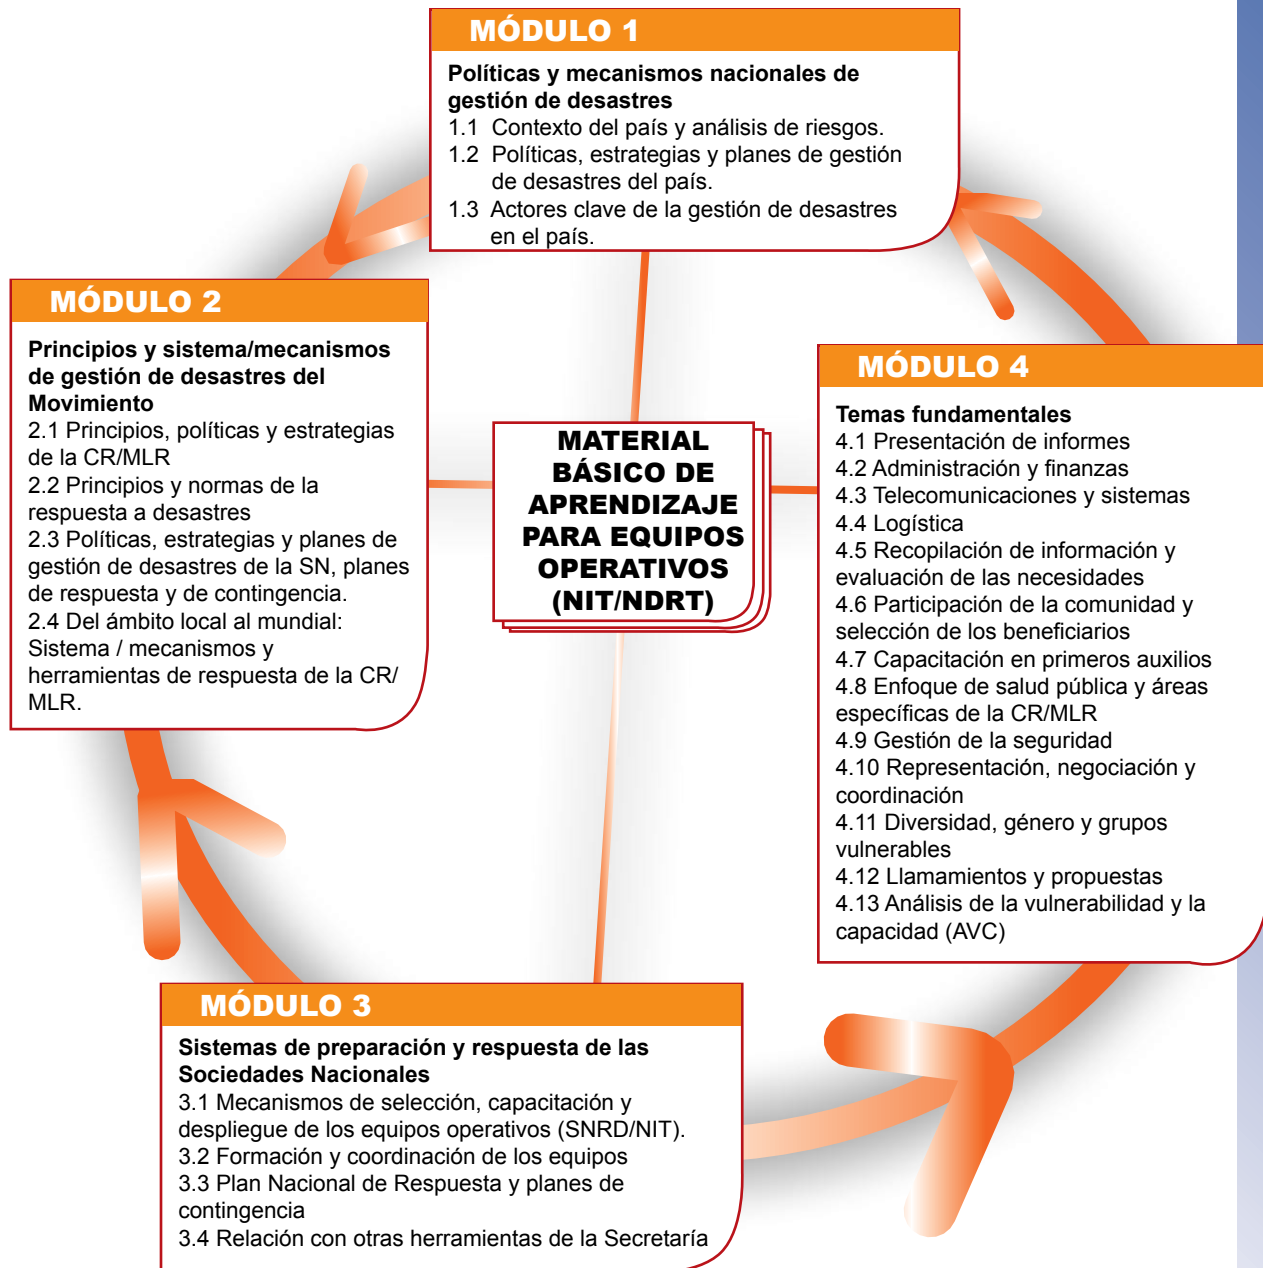 MÓDULO 1
Políticas y mecanismos nacionales de
gestión de desastres
1.1 Contexto del país y análisis de riesgos.
1.2 Políticas, estrategias y planes de gestión
de desastres del país.
1.3 Actores clave de la gestión de desastres
en el país.
MÓDULO 2
Principios y sistema/mecanismos
de gestión de desastres del
Movimiento
2.1 Principios, políticas y estrategias
de la CR/MLR
2.2 Principios y normas de la
respuesta a desastres
2.3 Políticas, estrategias y planes de
gestión de desastres de la SN, planes
de respuesta y de contingencia.
2.4 Del ámbito local al mundial:
Sistema / mecanismos y
herramientas de respuesta de la CR/
MLR.
MATERIAL
BÁSICO DE
APRENDIZAJE
PARA EQUIPOS
OPERATIVOS
(NIT/NDRT)
MÓDULO 4
Temas fundamentales
4.1 Presentación de informes
4.2 Administración y finanzas
4.3 Telecomunicaciones y sistemas
4.4 Logística
4.5 Recopilación de información y
evaluación de las necesidades
4.6 Participación de la comunidad y
selección de los beneficiarios
4.7 Capacitación en primeros auxilios
4.8 Enfoque de salud pública y áreas
específicas de la CR/MLR
4.9 Gestión de la seguridad
4.10 Representación, negociación y
coordinación
4.11 Diversidad, género y grupos
vulnerables
4.12 Llamamientos y propuestas
4.13 Análisis de la vulnerabilidad y la
capacidad (AVC)
MÓDULO 3
Sistemas de preparación y respuesta de las
Sociedades Nacionales
3.1 Mecanismos de selección, capacitación y
despliegue de los equipos operativos (SNRD/NIT).
3.2 Formación y coordinación de los equipos
3.3 Plan Nacional de Respuesta y planes de
contingencia
3.4 Relación con otras herramientas de la Secretaría